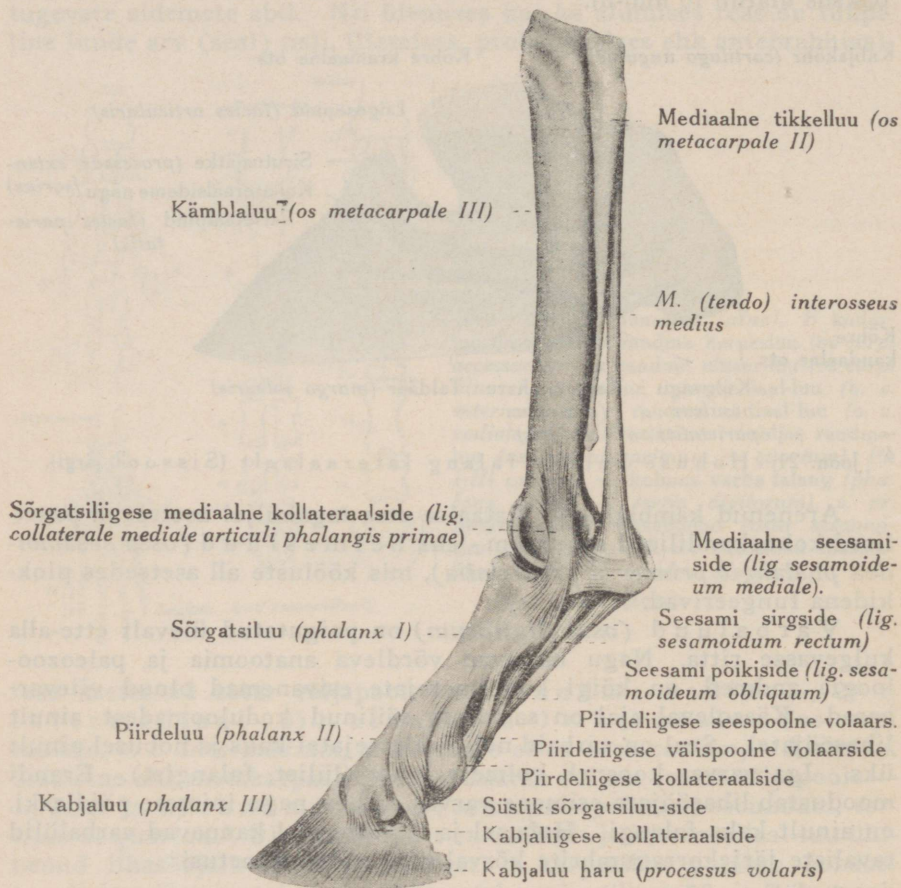 Mediaalne tikkelluu (os
metacarpale II)
Kämblaluu (os metacarpale III)
M. (tendo) interosseus
medius
Sõrgatsiliigese mediaalne kollateraalside (lig.
collaterale mediale articuli phalangis primae)
Mediaalne seesami-
side (lig sesamoide-
um mediale).
Sõrgatsiluu (phalanx I)
Seesami sirgside (lig.
sesamoidum rectum)
Seesami põikiside (lig. sesa-
moideum obliquum)
Piirdeliigese seespoolne volaars.
Piirdeluu (phalanx II)
Piirdeliigese välispoolne volaarside
Piirdeliigese kollateraalside
Kabjaluu (phalanx III)
Süstik sõrgatsiluu-side
Kabjaliigese kollateraalside
Kabjaluu haru (processus volaris)